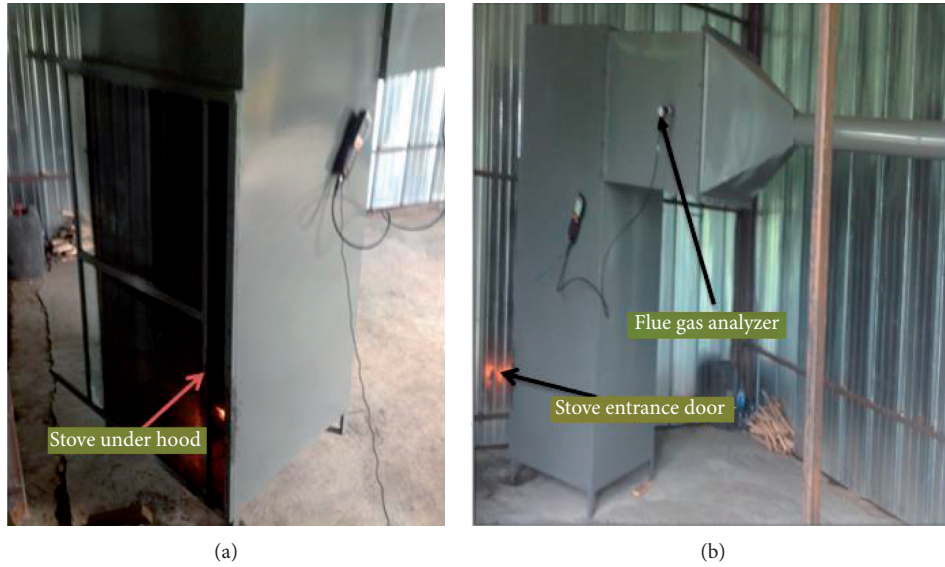 Stove under hood
Flue gas analyzer
Stove entrance door
(a)
(b)